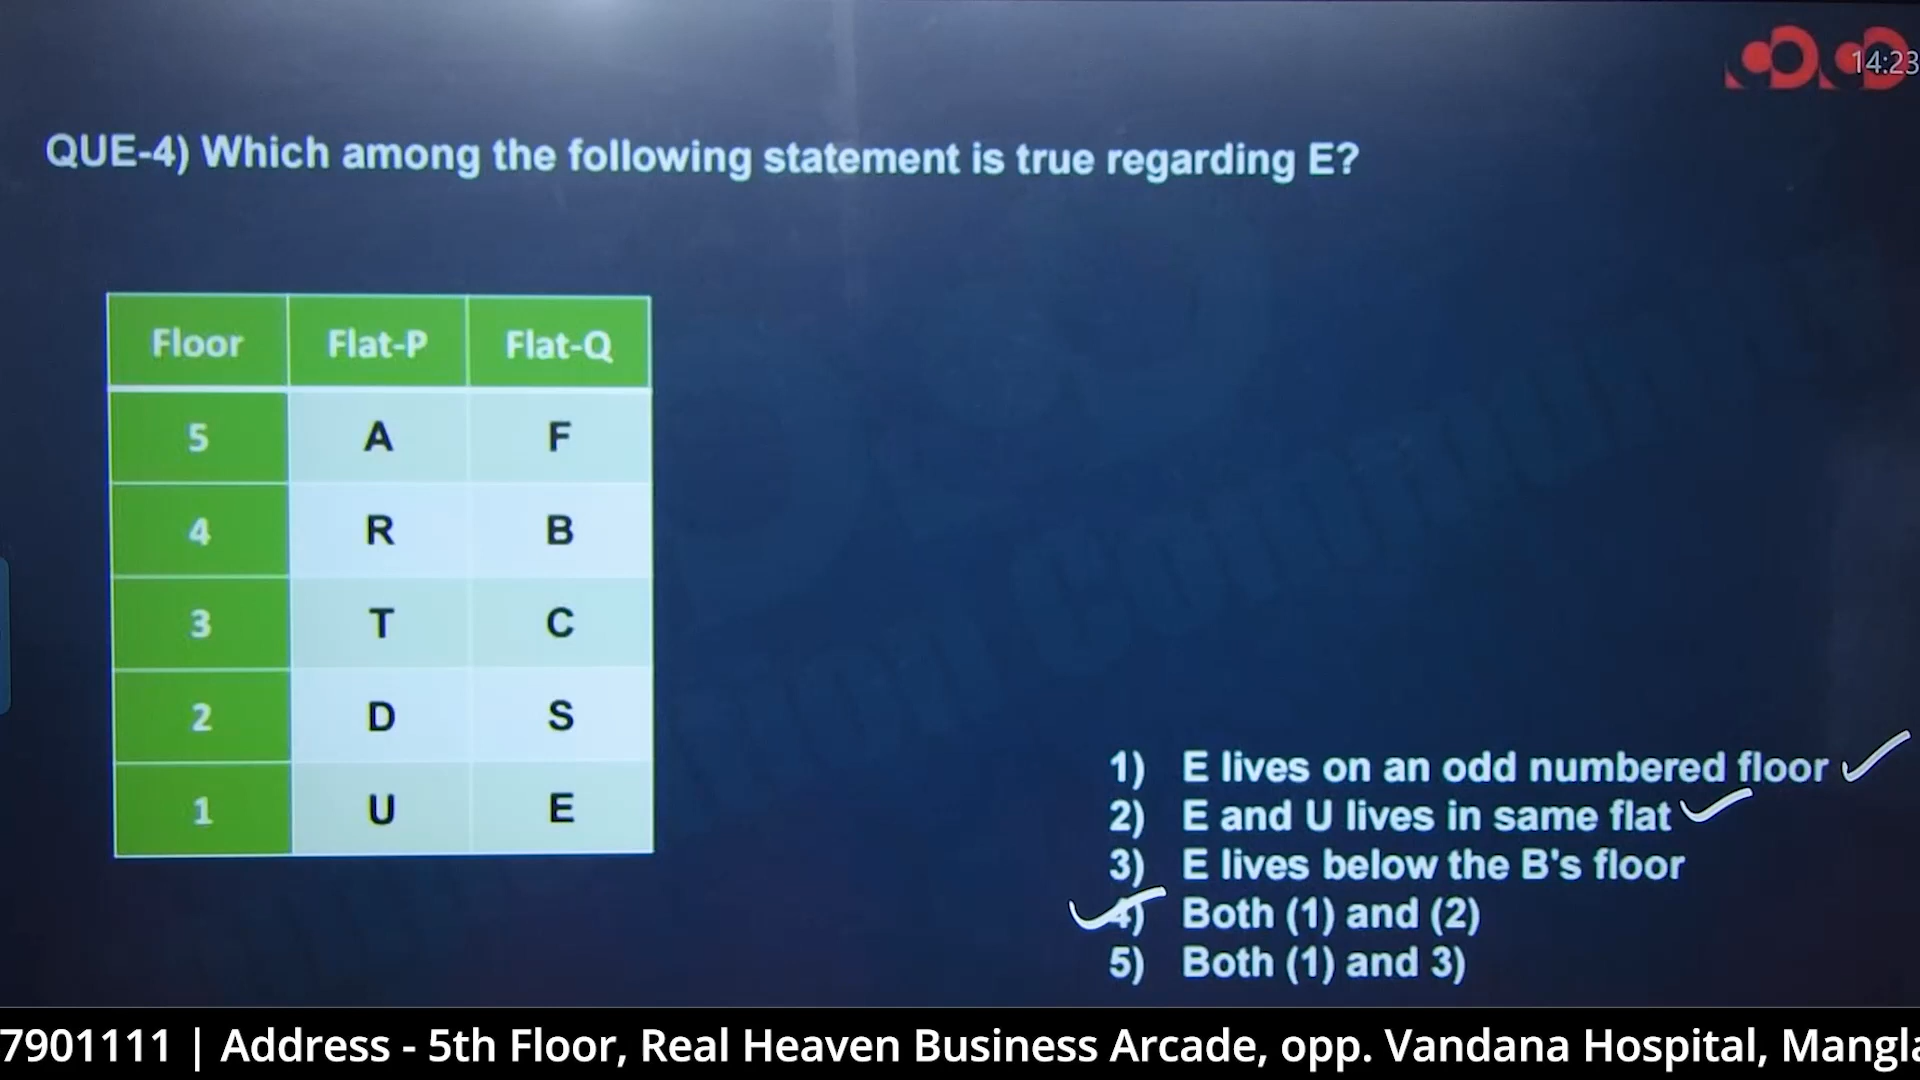 14:23
QUE-4) Which among the following statement is true regarding E?
Floor Flat-P Flat-Q
5 A F
4 R B
3 T C
2 D S
1 U E
1) E lives on an odd numbered floor
2) E and U lives in same flat
3) E lives below the B's floor
4) Both (1) and (2)
5) Both (1) and 3)
7901111 | Address - 5th Floor, Real Heaven Business Arcade, opp. Vandana Hospital, Mangla